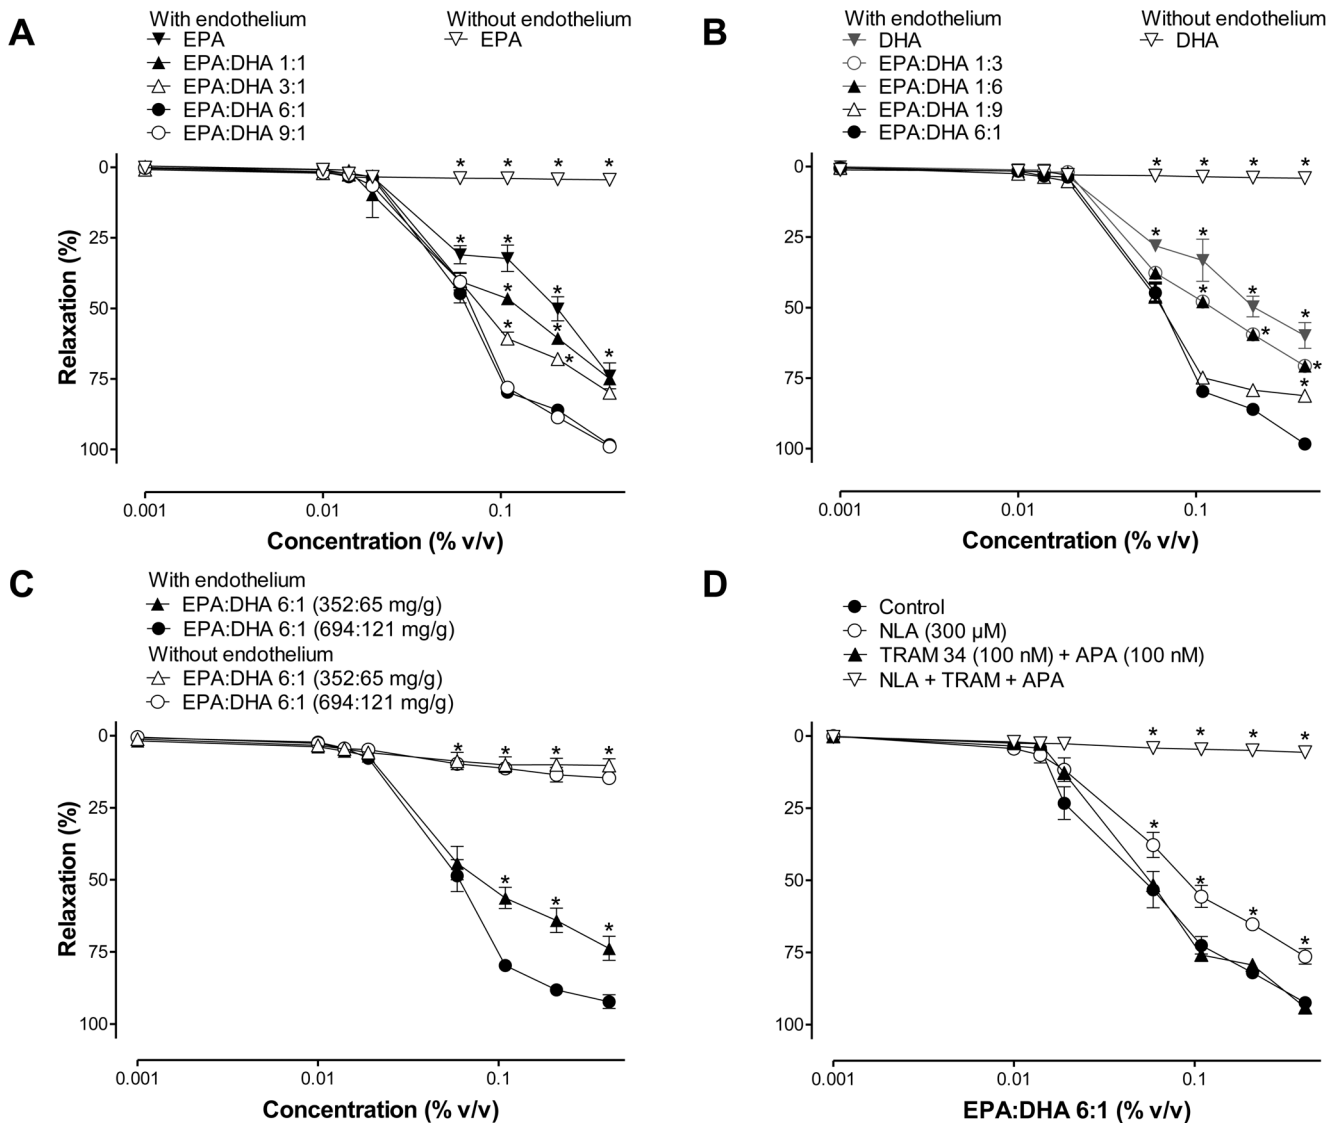 A
With endothelium
EPA
EPA:DHA 1:1
EPA:DHA 3:1
EPA:DHA 6:1
EPA:DHA 9:1
Without endothelium
EPA
Relaxation (%)
0
25
50
75
100
* * * *
* * *
* * *
* *
*
0.001 0.01 0.1
Concentration (% v/v)
B
With endothelium
DHA
EPA:DHA 1:3
EPA:DHA 1:6
EPA:DHA 1:9
EPA:DHA 6:1
Without endothelium
DHA
0
25
50
75
100
* * * *
* * * *
* * *
*
0.001 0.01 0.1
Concentration (% v/v)
C
With endothelium
EPA:DHA 6:1 (352:65 mg/g)
EPA:DHA 6:1 (694:121 mg/g)
Without endothelium
EPA:DHA 6:1 (352:65 mg/g)
EPA:DHA 6:1 (694:121 mg/g)
Relaxation (%)
0
25
50
75
100
* * * *
* * *
0.001 0.01 0.1
Concentration (% v/v)
D
Control
NLA (300 µM)
TRAM 34 (100 nM) + APA (100 nM)
NLA + TRAM + APA
0
25
50
75
100
* * * *
* * * *
0.001 0.01 0.1
EPA:DHA 6:1 (% v/v)